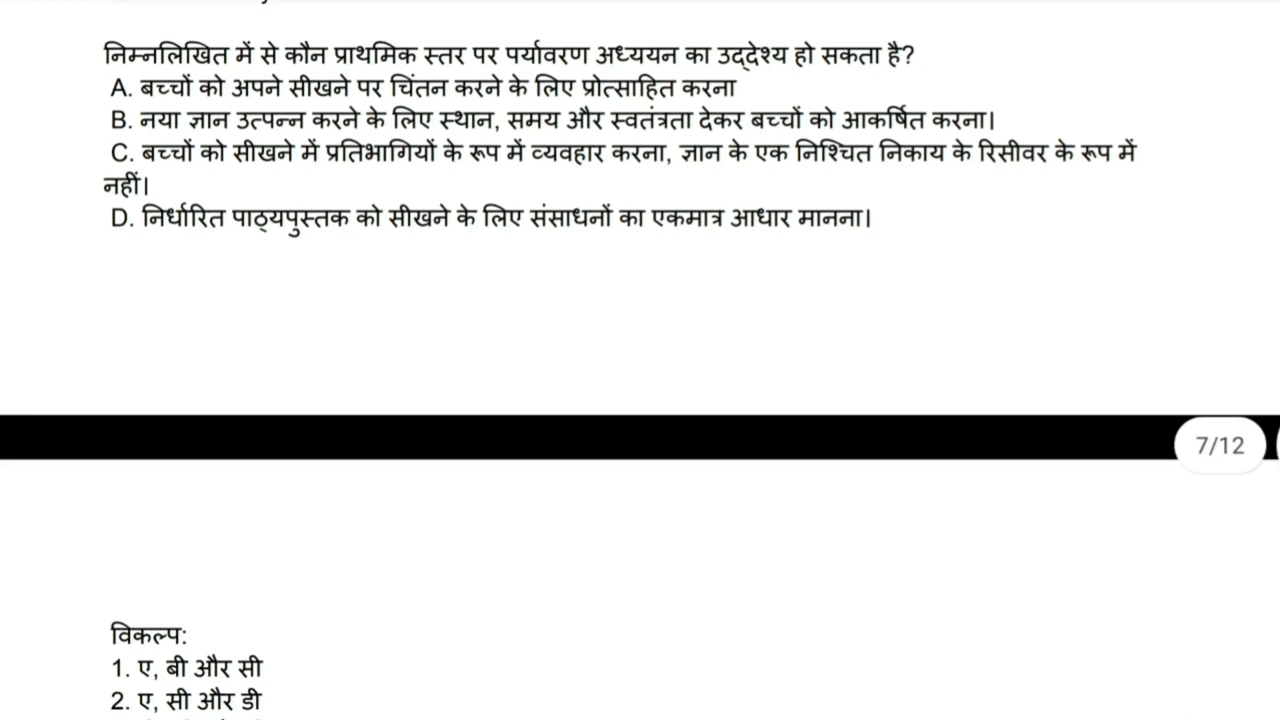 निम्नलिखित में से कौन प्राथमिक स्तर पर पर्यावरण अध्ययन का उद्देश्य हो सकता है?
A. बच्चों को अपने सीखने पर चिंतन करने के लिए प्रोत्साहित करना
B. नया ज्ञान उत्पन्न करने के लिए स्थान, समय और स्वतंत्रता देकर बच्चों को आकर्षित करना।
C. बच्चों को सीखने में प्रतिभागियों के रूप में व्यवहार करना, ज्ञान के एक निश्चित निकाय के रिसीवर के रूप में
नहीं।
D. निर्धारित पाठ्यपुस्तक को सीखने के लिए संसाधनों का एकमात्र आधार मानना।
7/12
विकल्प:
1. ए, बी और सी
2. ए, सी और डी